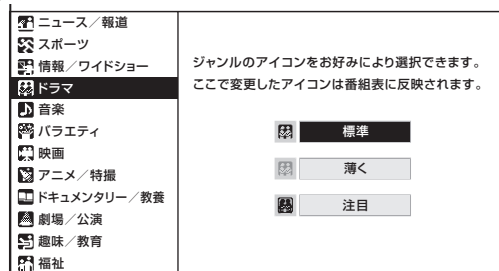 ニュース／報道
スポーツ
情報／ワイドショー
ドラマ
音楽
バラエティ
映画
アニメ／特撮
ドキュメンタリー／教養
劇場／公演
趣味／教育
福祉
ジャンルのアイコンをお好みにより選択できます。
ここで変更したアイコンは番組表に反映されます。
標準
薄く
注目